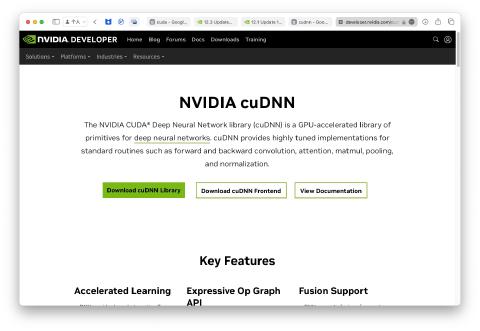 个人
cuda - Googl...
12.3 Update...
12.1 Update 1...
cudnn - Goo...
developer.nvidia.com
NVIDIA DEVELOPER Home Blog Forums Docs Downloads Training
Solutions Platforms Industries Resources
NVIDIA cuDNN
The NVIDIA CUDA® Deep Neural Network library (cuDNN) is a GPU-accelerated library of
primitives for deep neural networks. cuDNN provides highly tuned implementations for
standard routines such as forward and backward convolution, attention, matmul, pooling,
and normalization.
Download cuDNN Library Download cuDNN Frontend View Documentation
Key Features
Accelerated Learning
Expressive Op Graph
API
Fusion Support